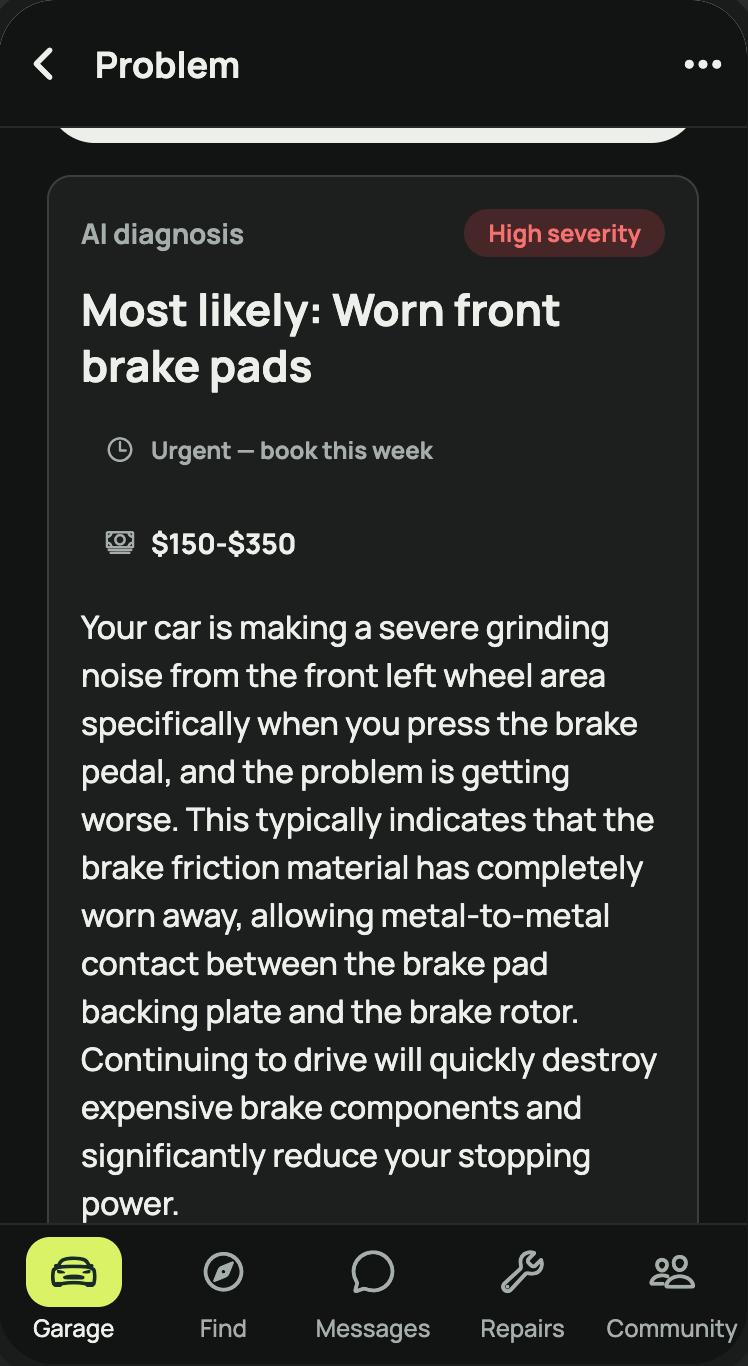 Problem
AI diagnosis
High severity
Most likely: Worn front
brake pads
Urgent — book this week
$150-$350
Your car is making a severe grinding
noise from the front left wheel area
specifically when you press the brake
pedal, and the problem is getting
worse. This typically indicates that the
brake friction material has completely
worn away, allowing metal-to-metal
contact between the brake pad
backing plate and the brake rotor.
Continuing to drive will quickly destroy
expensive brake components and
significantly reduce your stopping
power.
Garage
Find
Messages
Repairs
Community